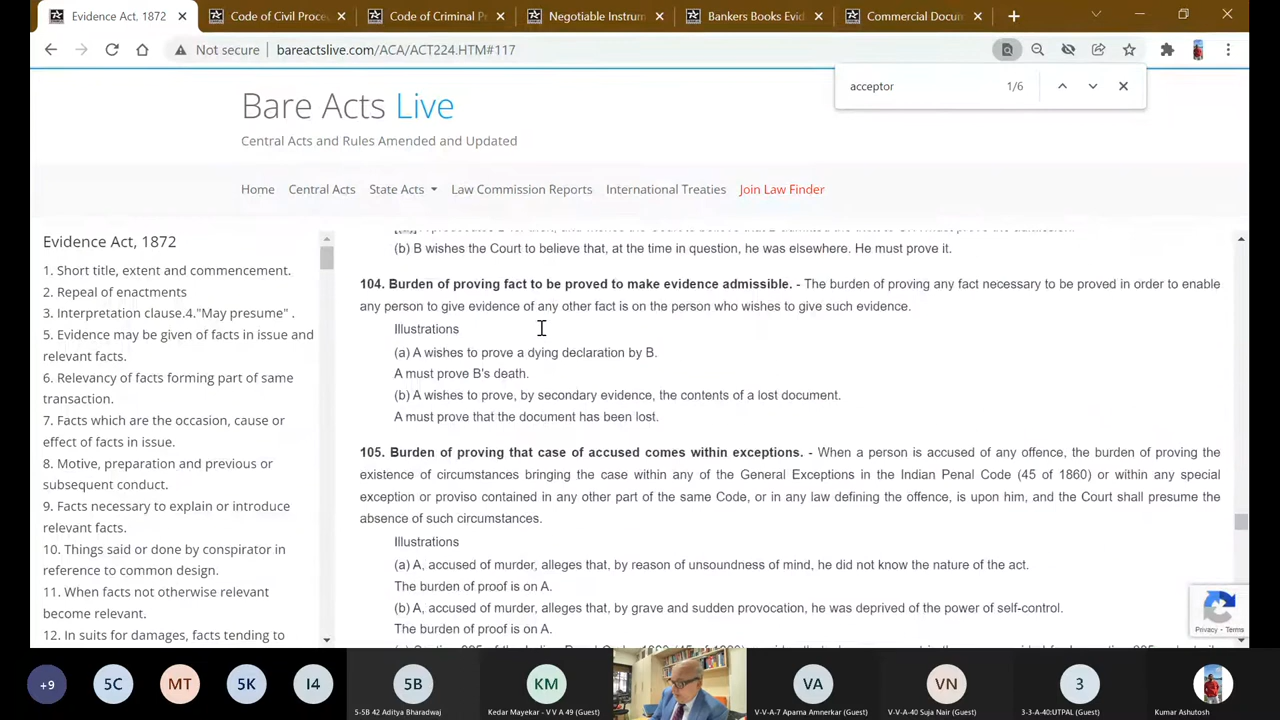 Evidence Act, 1872
Code of Civil Proce
Code of Criminal P
Negotiable Instrum
Bankers Books Evid
Commercial Docum
Not secure
bareactslive.com/ACA/ACT224.HTM#117
acceptor
1/6
Bare Acts Live
Central Acts and Rules Amended and Updated
Home
Central Acts
State Acts
Law Commission Reports
International Treaties
Join Law Finder
Evidence Act, 1872
1. Short title, extent and commencement.
2. Repeal of enactments
3. Interpretation clause.4."May presume" .
5. Evidence may be given of facts in issue and
relevant facts.
6. Relevancy of facts forming part of same
transaction.
7. Facts which are the occasion, cause or
effect of facts in issue.
8. Motive, preparation and previous or
subsequent conduct.
9. Facts necessary to explain or introduce
relevant facts.
10. Things said or done by conspirator in
reference to common design.
11. When facts not otherwise relevant
become relevant.
12. In suits for damages, facts tending to
(b) B wishes the Court to believe that, at the time in question, he was elsewhere. He must prove it.
104. Burden of proving fact to be proved to make evidence admissible. - The burden of proving any fact necessary to be proved in order to enable
any person to give evidence of any other fact is on the person who wishes to give such evidence.
Illustrations
(a) A wishes to prove a dying declaration by B.
A must prove B's death.
(b) A wishes to prove, by secondary evidence, the contents of a lost document.
A must prove that the document has been lost.
105. Burden of proving that case of accused comes within exceptions. - When a person is accused of any offence, the burden of proving the
existence of circumstances bringing the case within any of the General Exceptions in the Indian Penal Code (45 of 1860) or within any special
exception or proviso contained in any other part of the same Code, or in any law defining the offence, is upon him, and the Court shall presume the
absence of such circumstances.
Illustrations
(a) A, accused of murder, alleges that, by reason of unsoundness of mind, he did not know the nature of the act.
The burden of proof is on A.
(b) A, accused of murder, alleges that, by grave and sudden provocation, he was deprived of the power of self-control.
The burden of proof is on A.
Privacy - Terms
+9
5C
MT
5K
I4
5B
5-5B 42 Aditya Bharadwaj
KM
Kedar Mayekar - V V A 49 (Guest)
VA
V-V-A-7 Aparna Amnerkar (Guest)
VN
V-V-A-40 Suja Nair (Guest)
3
3-3-A-40:UTPAL (Guest)
Kumar Ashutosh